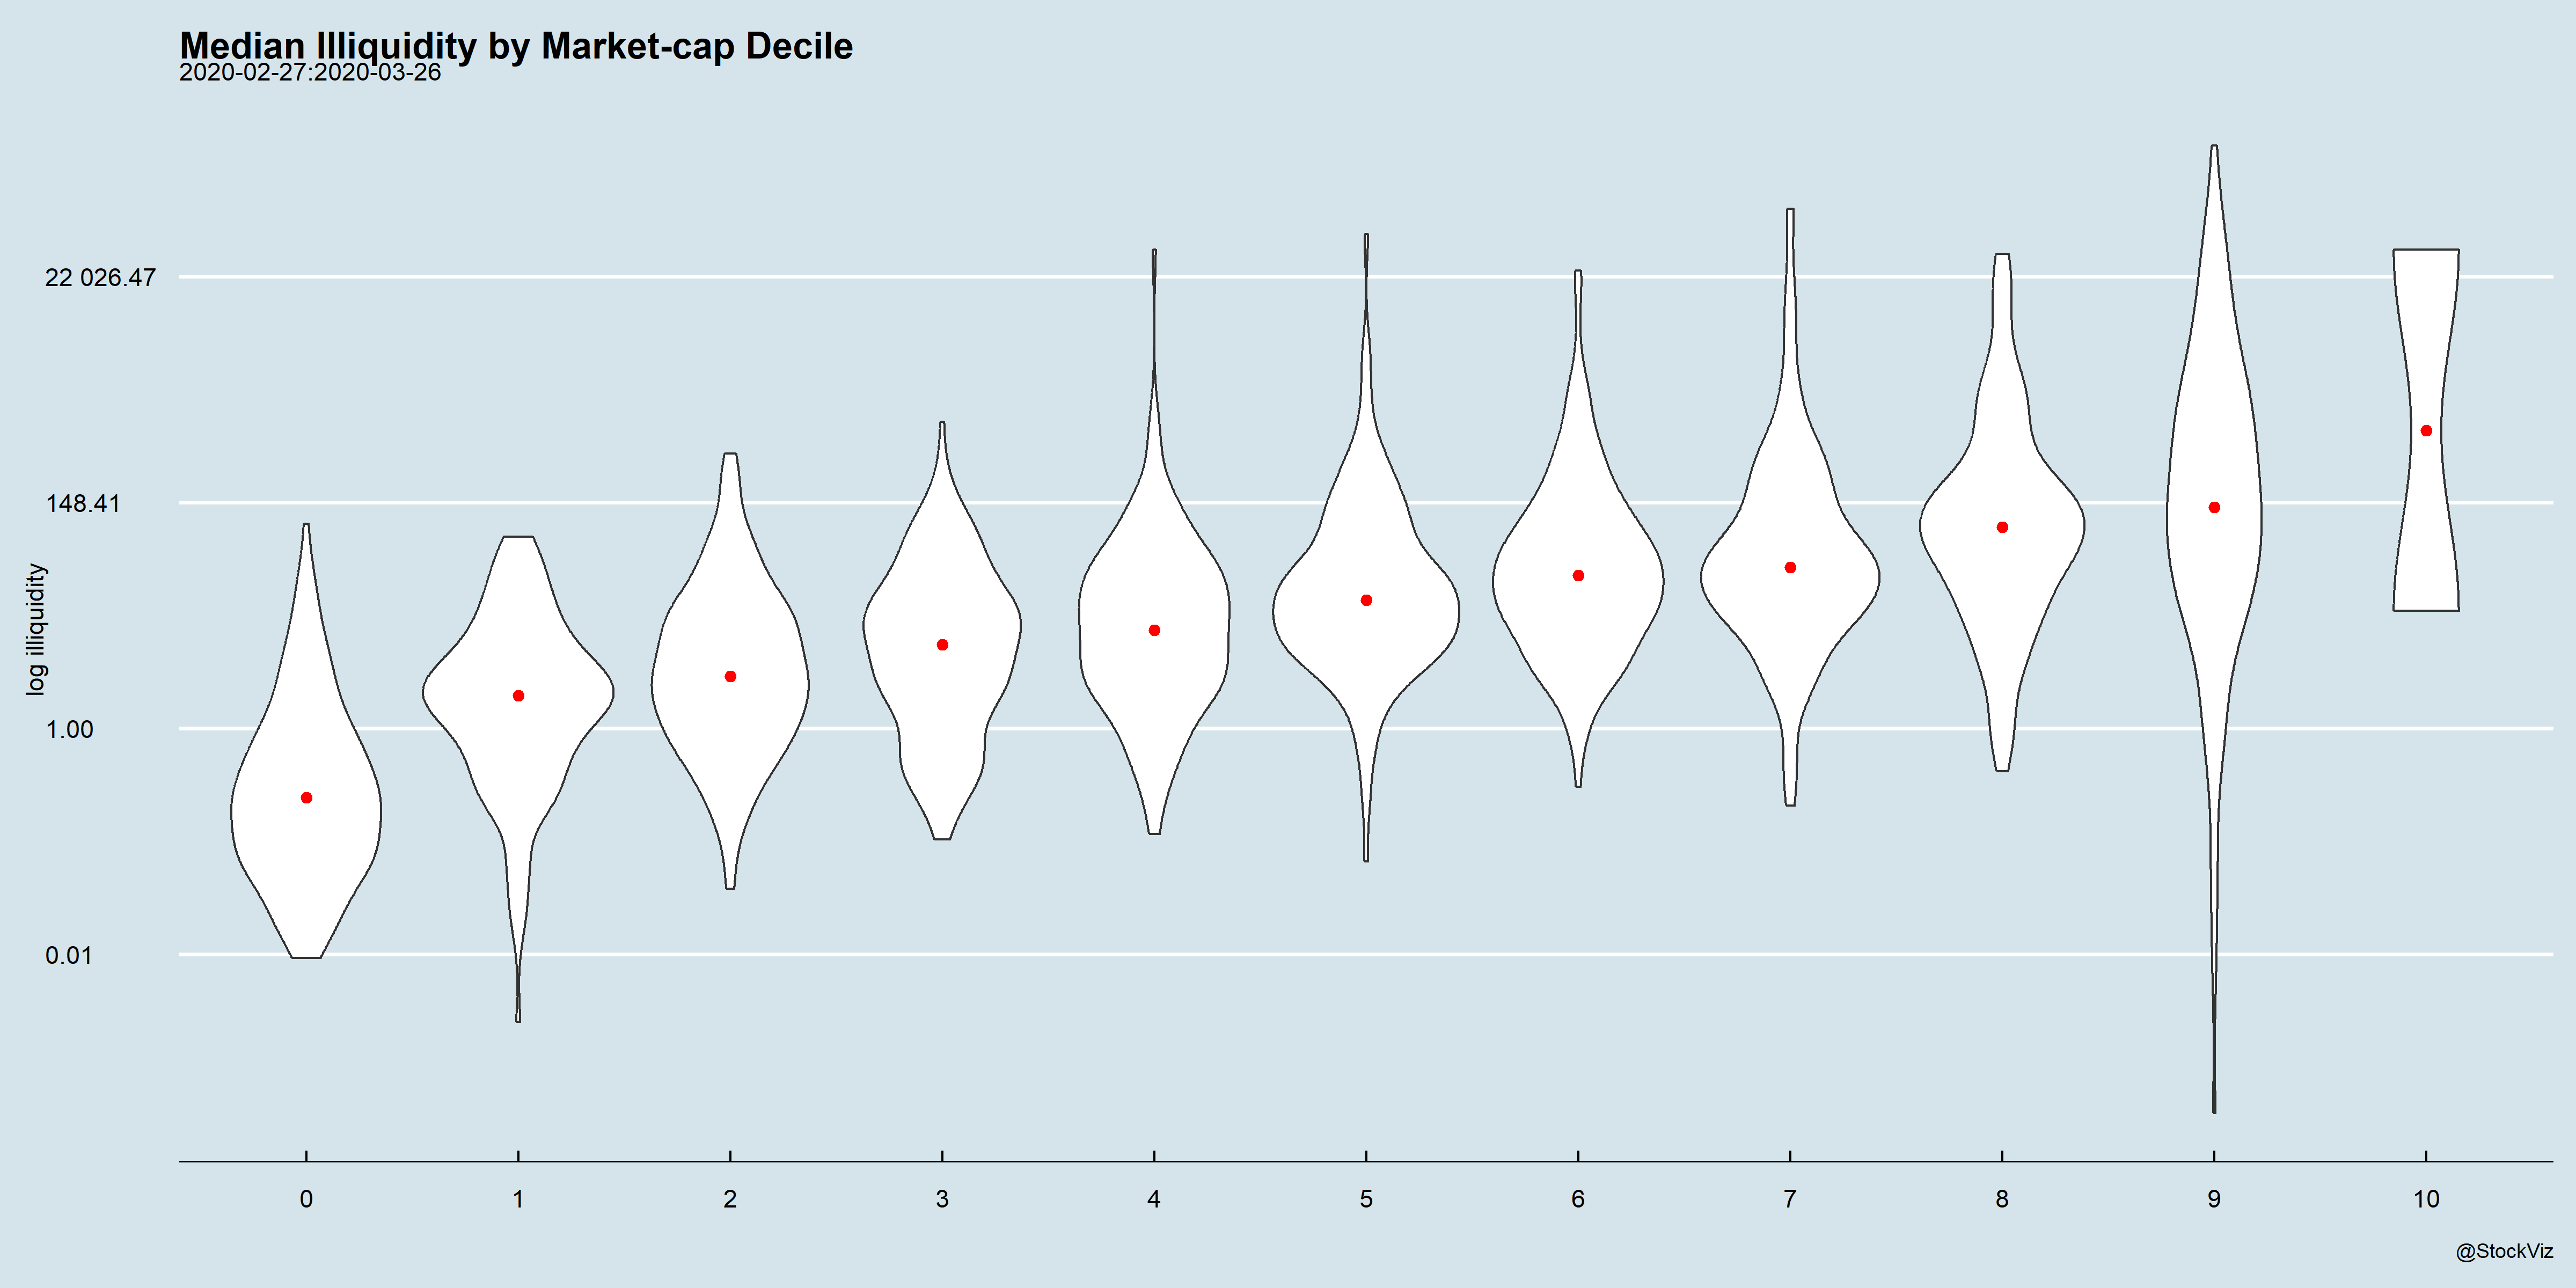 Median Illiquidity by Market-cap Decile
2020-02-27:2020-03-26
22 026.47
148.41
1.00
0.01
log illiquidity
0 1 2 3 4 5 6 7 8 9 10
@StockViz